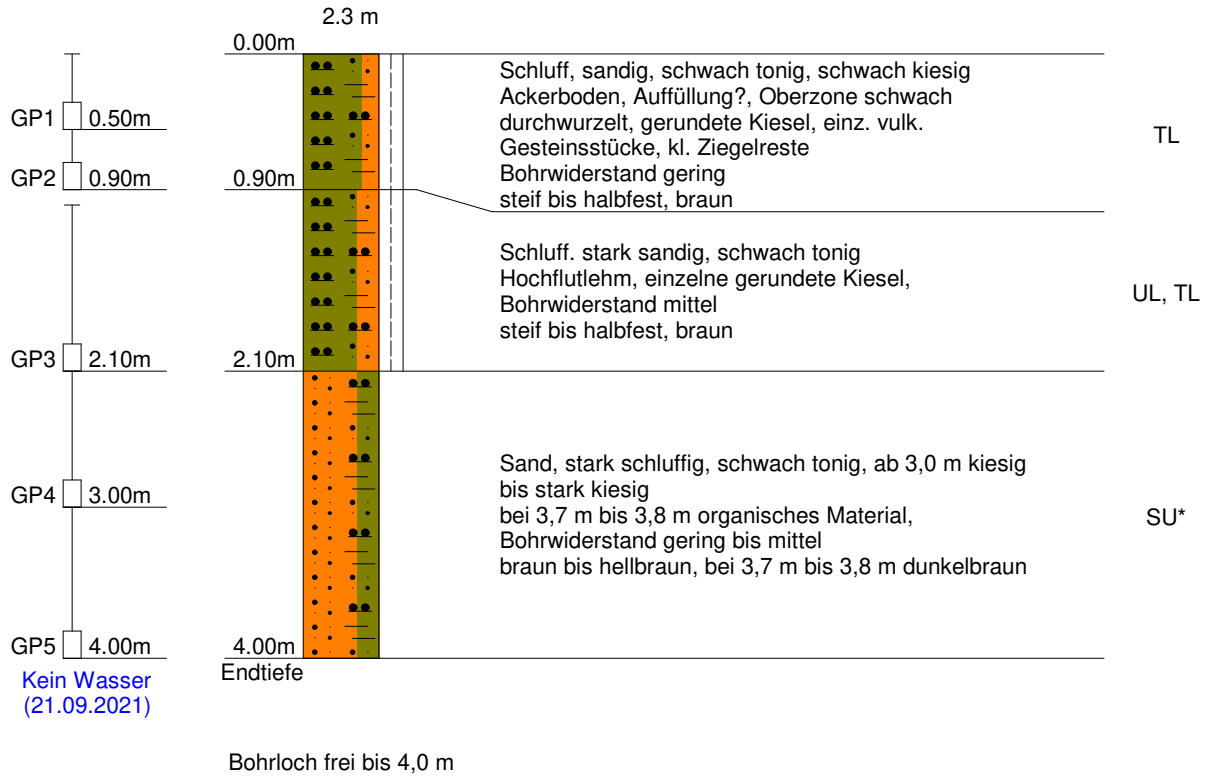 2.3 m
0.00m
GP1 0.50m
GP2 0.90m
GP3 2.10m
GP4 3.00m
GP5 4.00m
Kein Wasser
(21.09.2021)
0.90m
2.10m
4.00m
Endtiefe
Schluff, sandig, schwach tonig, schwach kiesig
Ackerboden, Auffüllung?, Oberzone schwach
durchwurzelt, gerundete Kiesel, einz. vulk.
Gesteinsstücke, kl. Ziegelreste
Bohrwiderstand gering
steif bis halbfest, braun
TL
Schluff. stark sandig, schwach tonig
Hochflutlehm, einzelne gerundete Kiesel,
Bohrwiderstand mittel
steif bis halbfest, braun
UL, TL
Sand, stark schluffig, schwach tonig, ab 3,0 m kiesig
bis stark kiesig
bei 3,7 m bis 3,8 m organisches Material,
Bohrwiderstand gering bis mittel
braun bis hellbraun, bei 3,7 m bis 3,8 m dunkelbraun
SU*
Bohrloch frei bis 4,0 m